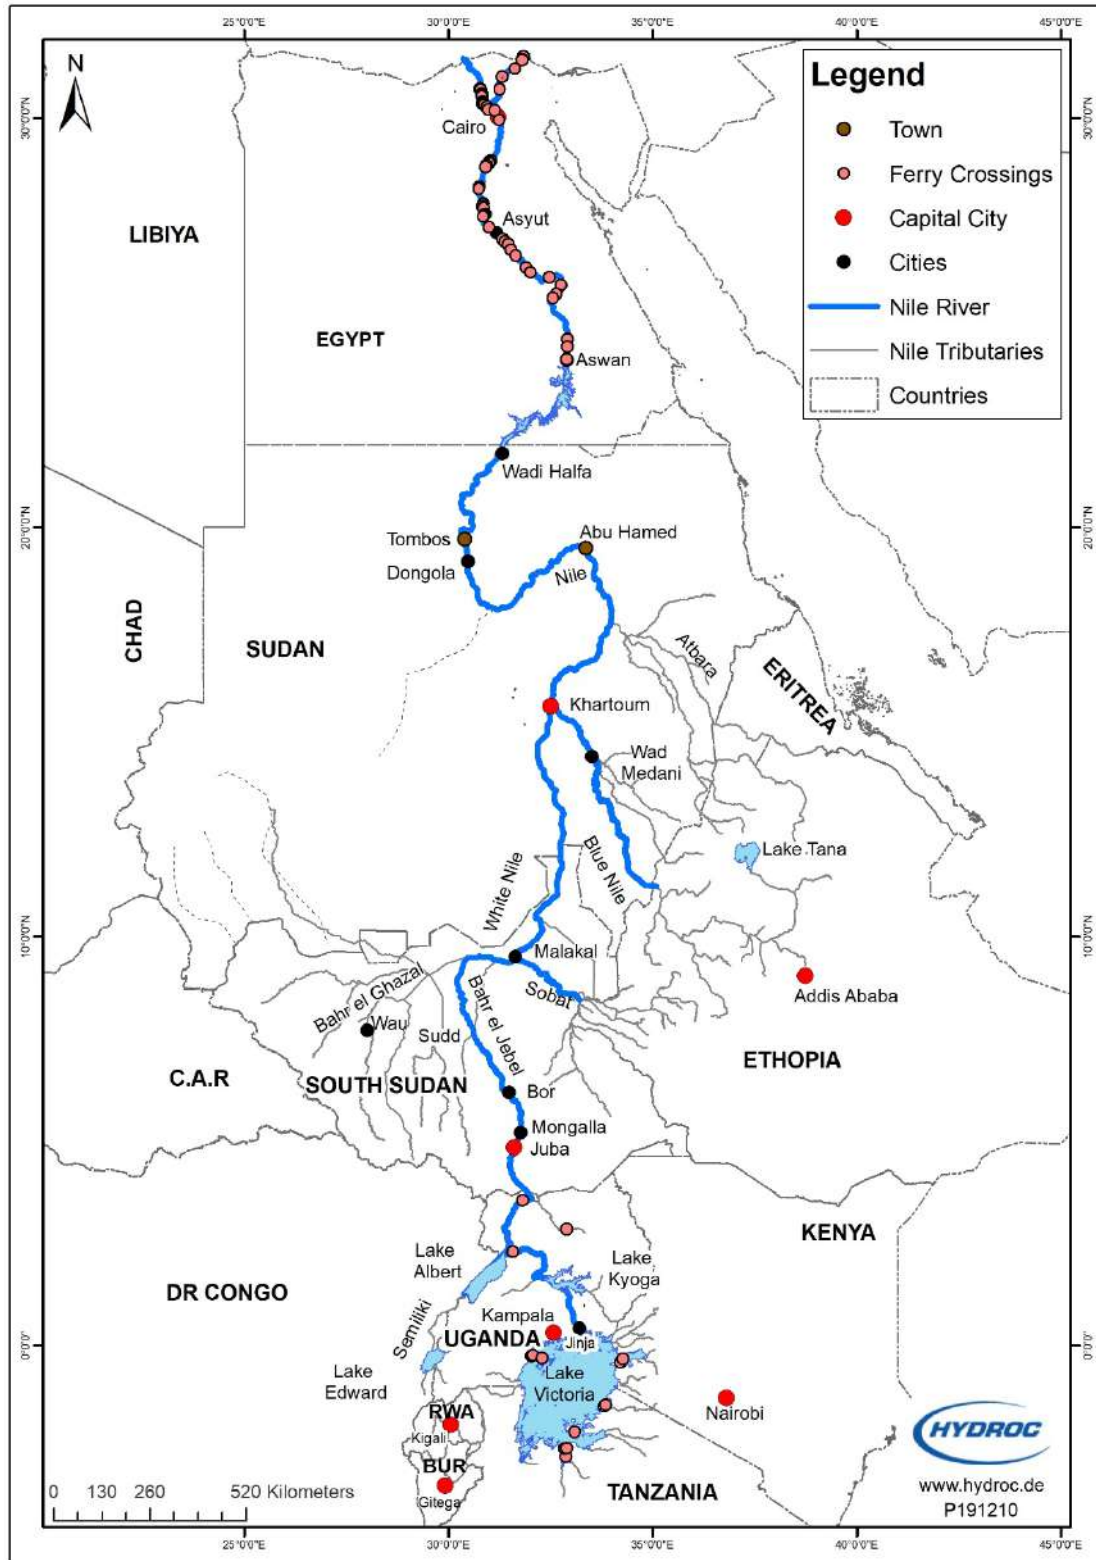 25°0'0"E 30°0'0"E 35°0'0"E 40°0'0"E 45°0'0"E
N
Legend
Town
Ferry Crossings
Capital City
Cities
Nile River
Nile Tributaries
Countries
30°0'0"N
30°0'0"N
Cairo
LIBIYA
Asyut
EGYPT
Aswan
Wadi Halfa
20°0'0"N
20°0'0"N
Tombos
Abu Hamed
Dongola
Nile
CHAD
SUDAN
Atbara
ERITREA
Khartoum
Wad
Medani
Lake Tana
White Nile
Blue Nile
10°0'0"N
10°0'0"N
Malakal
Addis Ababa
Bahr el Ghazal
Sobat
Wau
Sudd
Bahr el Jebel
ETHOPIA
C.A.R
SOUTH SUDAN
Bor
Mongalla
Juba
KENYA
Lake
Albert
Lake
Kyoga
DR CONGO
Semiliki
Kampala
UGANDA
Jinja
0°0'0"
0°0'0"
Lake
Edward
Lake
Victoria
RWA
Kigali
Nairobi
BUR
Gitega
TANZANIA
HYDROC
www.hydroc.de
P191210
0 130 260 520 Kilometers
25°0'0"E 30°0'0"E 35°0'0"E 40°0'0"E 45°0'0"E